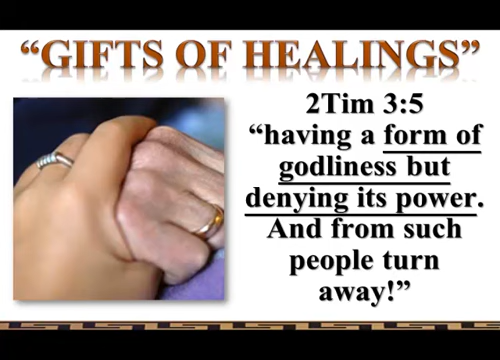 “GIFTS OF HEALINGS”
2Tim 3:5
“having a form of
godliness but
denying its power.
And from such
people turn
away!”